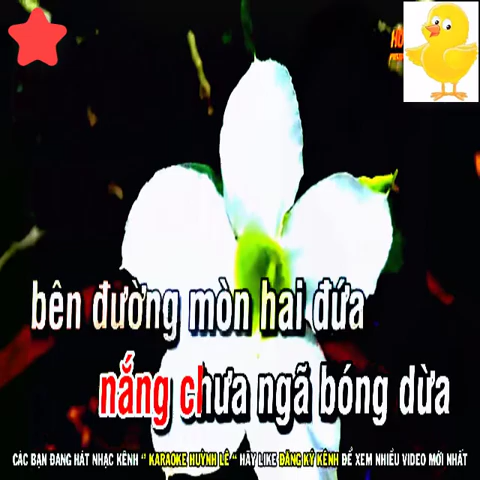 bên đường mòn hai đứa
nắng chưa ngã bóng dừa
CÁC BẠN ĐANG HÁT NHẠC KÊNH " KARAOKE HUỲNH LÊ " HÃY LIKE ĐĂNG KÝ KÊNH ĐỂ XEM NHIỀU VIDEO MỚI NHẤT